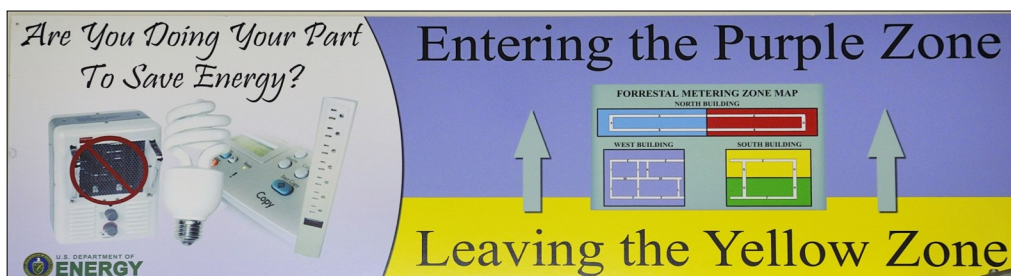 Are You Doing Your Part
To Save Energy?
Copy
U.S. DEPARTMENT OF
ENERGY
Entering the Purple Zone
FORRESTAL METERING ZONE MAP
NORTH BUILDING
WEST BUILDING
SOUTH BUILDING
Leaving the Yellow Zone